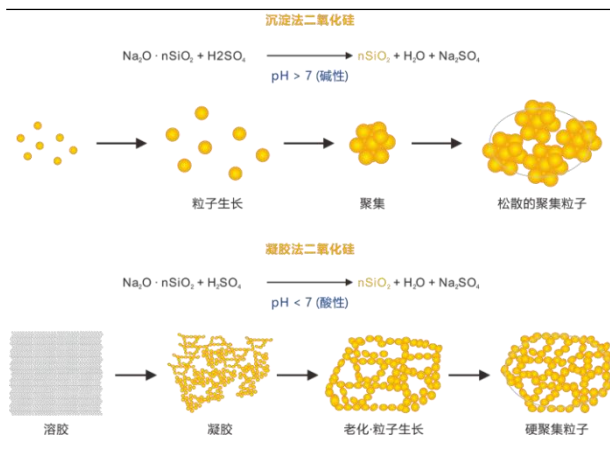 沉淀法二氧化硅
Na₂O · nSiO₂ + H2SO₄ nSiO₂ + H₂O + Na₂SO₄
pH > 7 (碱性)
粒子生长 聚集 松散的聚集粒子
凝胶法二氧化硅
Na₂O · nSiO₂ + H₂SO₄ nSiO₂ + H₂O + Na₂SO₄
pH < 7 (酸性)
溶胶 凝胶 老化·粒子生长 硬聚集粒子